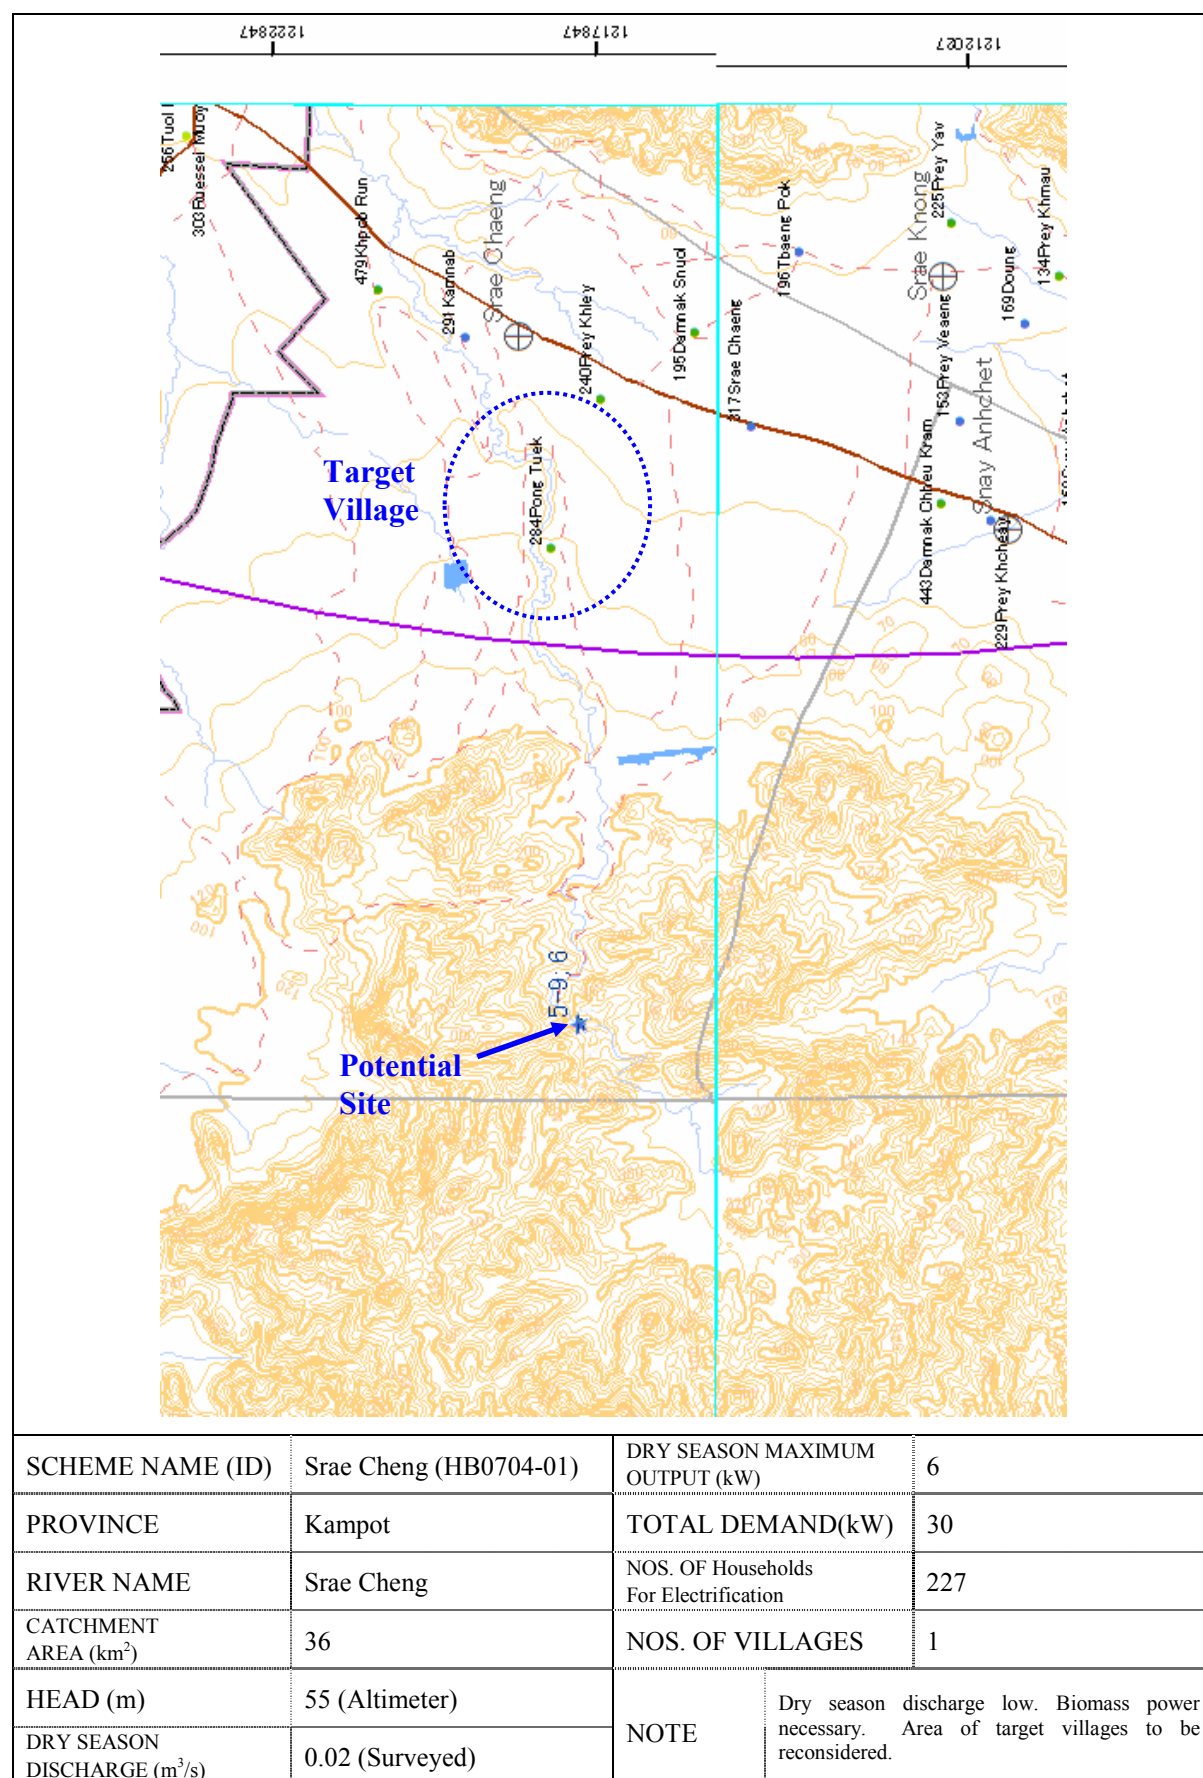 1222847
1217847
1212027
256Tuol
303Ruessei Muoy
479Khpob Run
291 Kamnab
Srae Chaeng
240Prey Khley
195Damnak Snuol
317Srae Chaeng
196Tbaeng Pok
Srae Knong
225Prey Yav
134Prey Khmau
169Doung
153Prey Veaeng
Snay Anhchet
443Damnak Chheu Kram
229Prey Khcheay
284Pong Tuek
Target
Village
5-9; 6
Potential
Site
SCHEME NAME (ID) Srae Cheng (HB0704-01)
DRY SEASON MAXIMUM
OUTPUT (kW) 6
PROVINCE Kampot
TOTAL DEMAND(kW) 30
RIVER NAME Srae Cheng
NOS. OF Households
For Electrification 227
CATCHMENT
AREA (km²) 36
NOS. OF VILLAGES 1
HEAD (m) 55 (Altimeter)
DRY SEASON
DISCHARGE (m³/s) 0.02 (Surveyed)
NOTE
Dry season discharge low. Biomass power
necessary. Area of target villages to be
reconsidered.